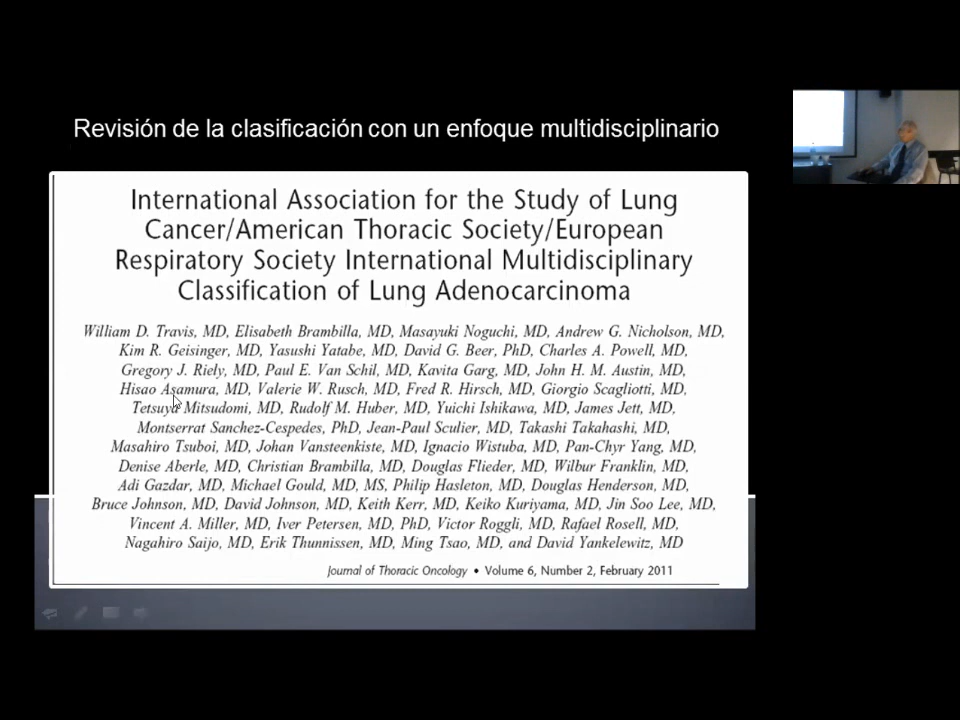 Revisión de la clasificación con un enfoque multidisciplinario
International Association for the Study of Lung
Cancer/American Thoracic Society/European
Respiratory Society International Multidisciplinary
Classification of Lung Adenocarcinoma
William D. Travis, MD, Elisabeth Brambilla, MD, Masayuki Noguchi, MD, Andrew G. Nicholson, MD,
Kim R. Geisinger, MD, Yasushi Yatabe, MD, David G. Beer, PhD, Charles A. Powell, MD,
Gregory J. Riely, MD, Paul E. Van Schil, MD, Kavita Garg, MD, John H. M. Austin, MD,
Hisao Asamura, MD, Valerie W. Rusch, MD, Fred R. Hirsch, MD, Giorgio Scagliotti, MD,
Tetsuya Mitsudomi, MD, Rudolf M. Huber, MD, Yuichi Ishikawa, MD, James Jett, MD,
Montserrat Sanchez-Cespedes, PhD, Jean-Paul Sculier, MD, Takashi Takahashi, MD,
Masahiro Tsuboi, MD, Johan Vansteenkiste, MD, Ignacio Wistuba, MD, Pan-Chyr Yang, MD,
Denise Aberle, MD, Christian Brambilla, MD, Douglas Flieder, MD, Wilbur Franklin, MD,
Adi Gazdar, MD, Michael Gould, MD, MS, Philip Hasleton, MD, Douglas Henderson, MD,
Bruce Johnson, MD, David Johnson, MD, Keith Kerr, MD, Keiko Kuriyama, MD, Jin Soo Lee, MD,
Vincent A. Miller, MD, Iver Petersen, MD, PhD, Victor Roggli, MD, Rafael Rosell, MD,
Nagahiro Saijo, MD, Erik Thunnissen, MD, Ming Tsao, MD, and David Yankelewitz, MD
Journal of Thoracic Oncology • Volume 6, Number 2, February 2011